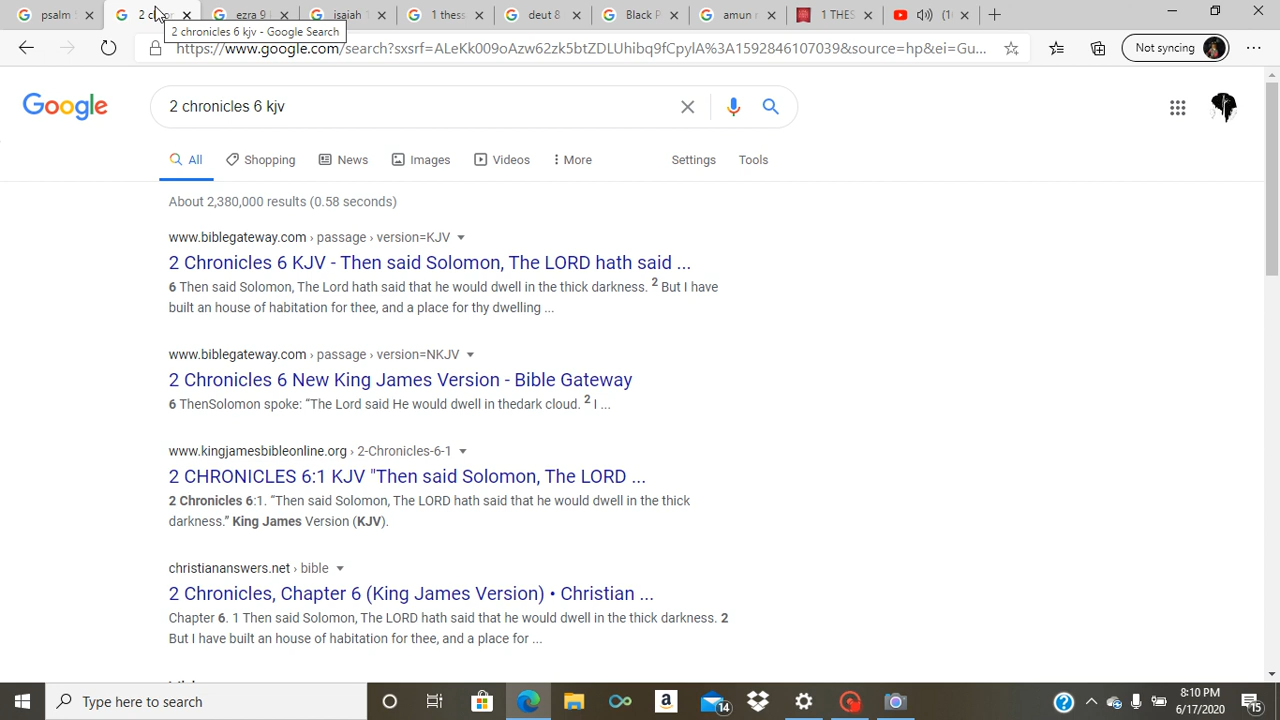 psalm
2 chr
ezra 9
isaiah
1 thess
deut 8
Black P
amun
1 THES
(1
2 chronicles 6 kjv - Google Search
https://www.google.com/search?sxsrf=ALeKk009oAzw62zk5btZDLUhibq9fCpylA%3A1592846107039&source=hp&ei=Gu...
Not syncing
Google
2 chronicles 6 kjv
All
Shopping
News
Images
Videos
More
Settings
Tools
About 2,380,000 results (0.58 seconds)
www.biblegateway.com › passage › version=KJV
2 Chronicles 6 KJV - Then said Solomon, The LORD hath said ...
6 Then said Solomon, The Lord hath said that he would dwell in the thick darkness. 2 But I have
built an house of habitation for thee, and a place for thy dwelling ...
www.biblegateway.com › passage › version=NKJV
2 Chronicles 6 New King James Version - Bible Gateway
6 ThenSolomon spoke: “The Lord said He would dwell in thedark cloud. 2 I ...
www.kingjamesbibleonline.org › 2-Chronicles-6-1
2 CHRONICLES 6:1 KJV "Then said Solomon, The LORD ...
2 Chronicles 6:1. “Then said Solomon, The LORD hath said that he would dwell in the thick
darkness.” King James Version (KJV).
christiananswers.net › bible
2 Chronicles, Chapter 6 (King James Version) • Christian ...
Chapter 6. 1 Then said Solomon, The LORD hath said that he would dwell in the thick darkness. 2
But I have built an house of habitation for thee, and a place for ...
Type here to search
14
8:10 PM
6/17/2020
15